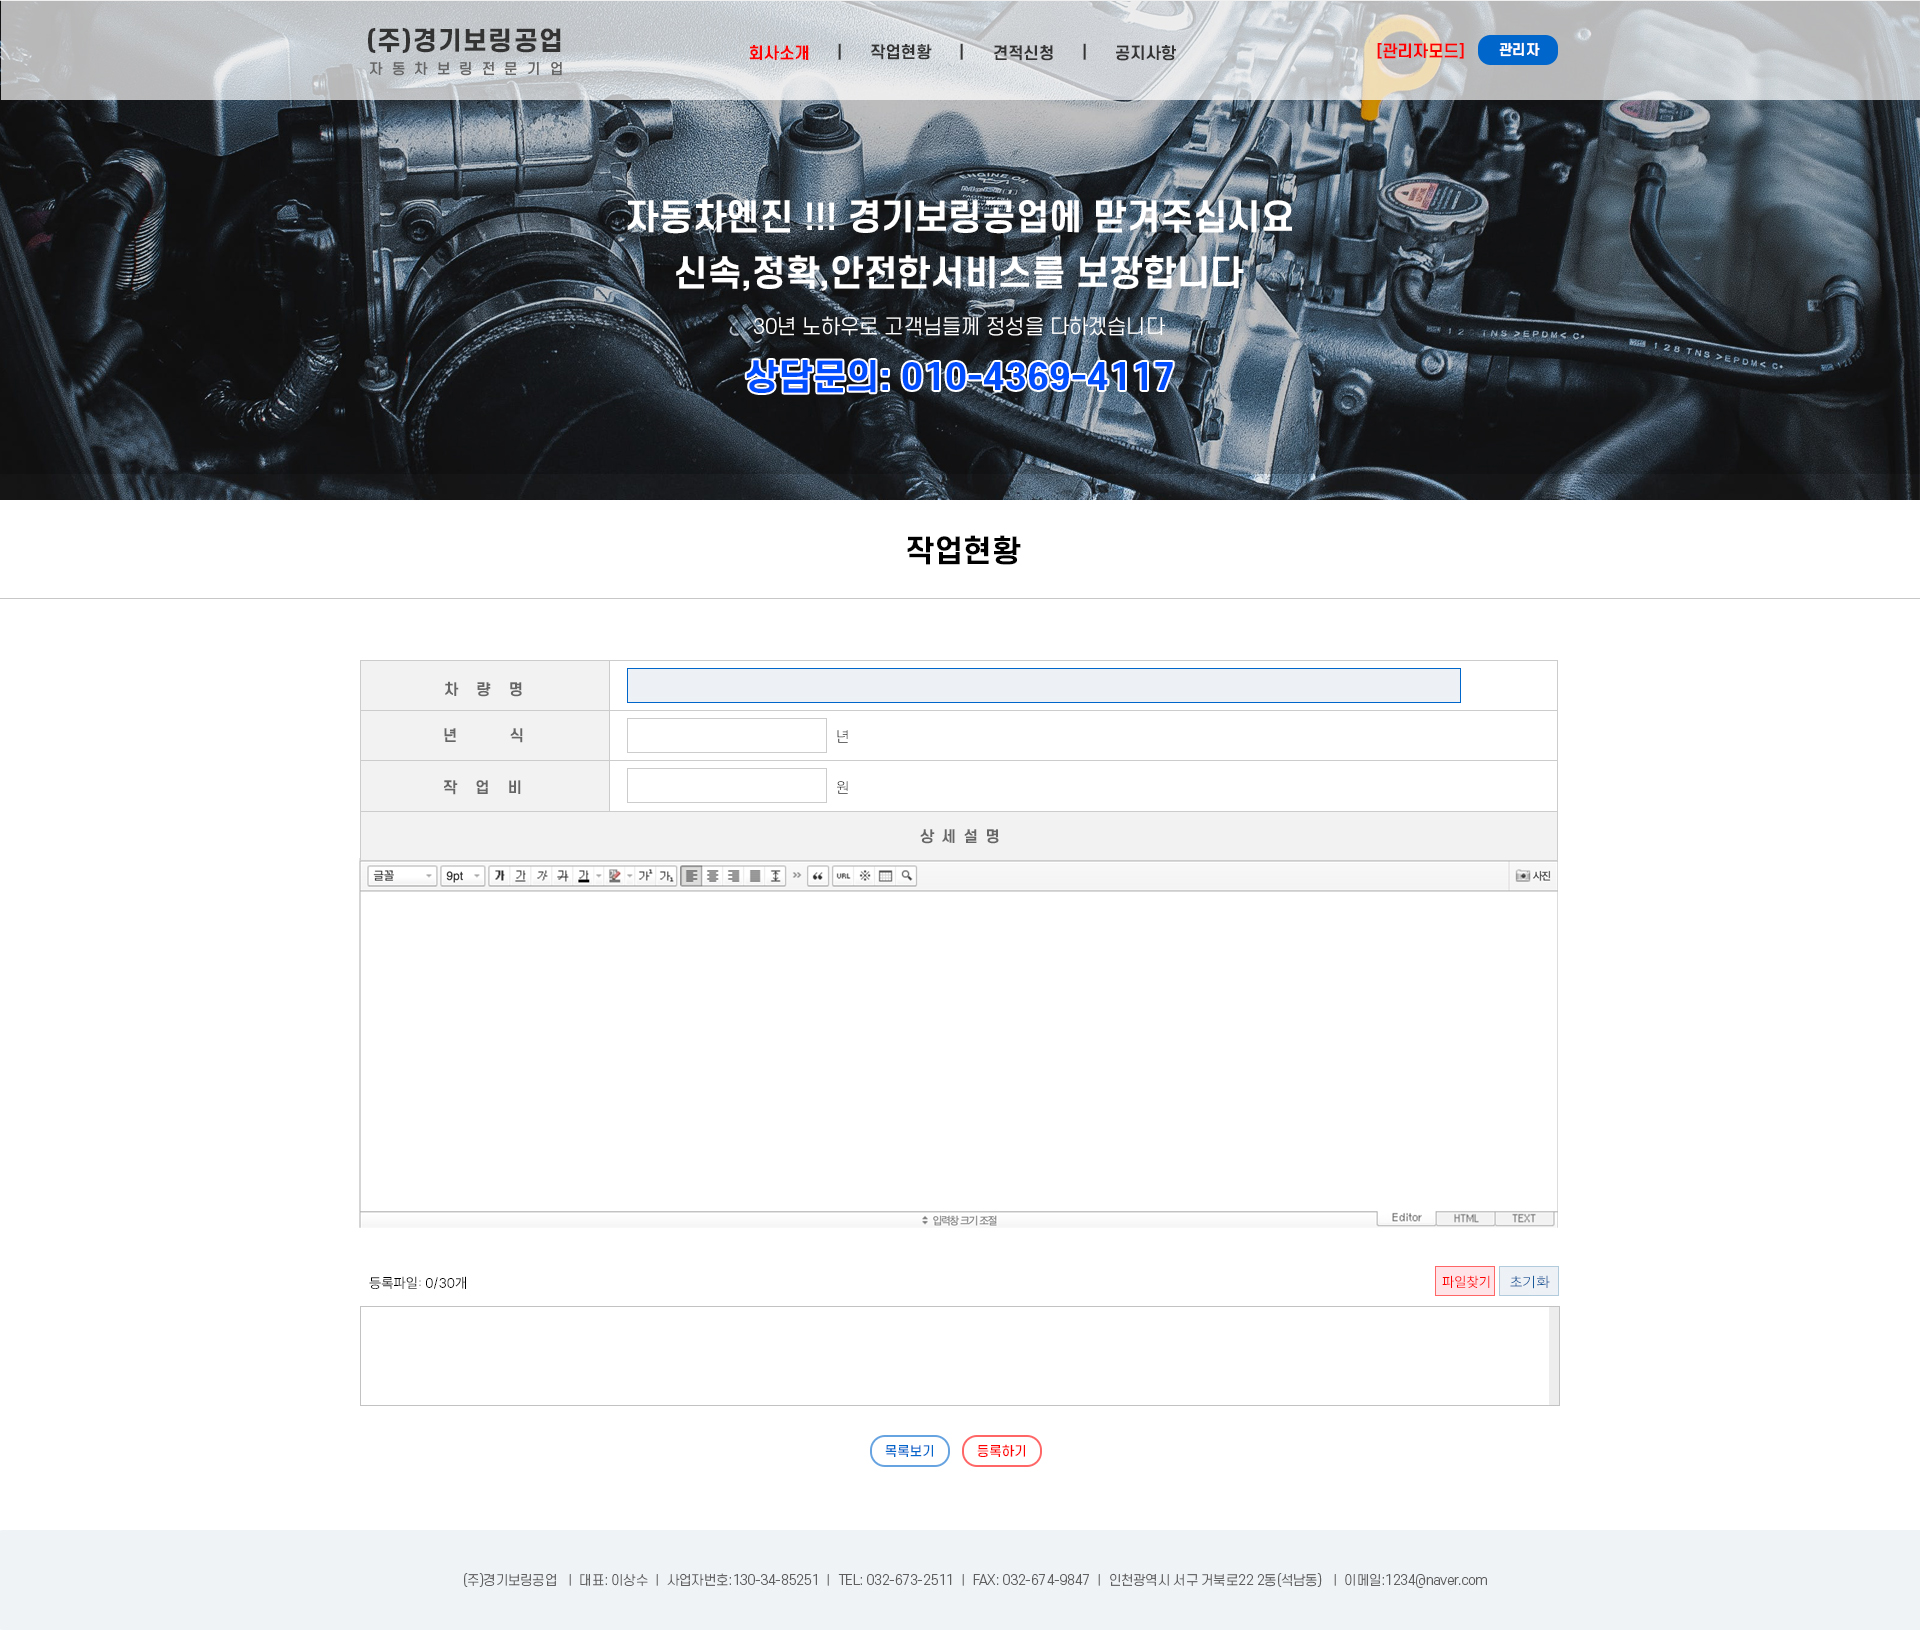 (주)경기보링공업
자동차보링전문기업
회사소개 | 작업현황 | 견적신청 | 공지사항
[관리자모드] 관리자
ENGINE OIL
자동차엔진 !!! 경기보링공업에 맡겨주십시요
신속,정확,안전한서비스를 보장합니다
30년 노하우로 고객님들께 정성을 다하겠습니다
상담문의: 010-4369-4117
128 TNS >EPDM< C*
128 TNS >EPDM< C*
작업현황
차 량 명
년 식 년
작 업 비 원
상 세 설 명
글꼴 9pt 가 가 가 가 가 가¹ 가₁ » “ URL ※ 사진
입력창 크기 조절 Editor HTML TEXT
등록파일: 0/30개 파일찾기 초기화
목록보기 등록하기
(주)경기보링공업 | 대표: 이상수 | 사업자번호:130-34-85251 | TEL: 032-673-2511 | FAX: 032-674-9847 | 인천광역시 서구 거북로22 2동(석남동) | 이메일:1234@naver.com